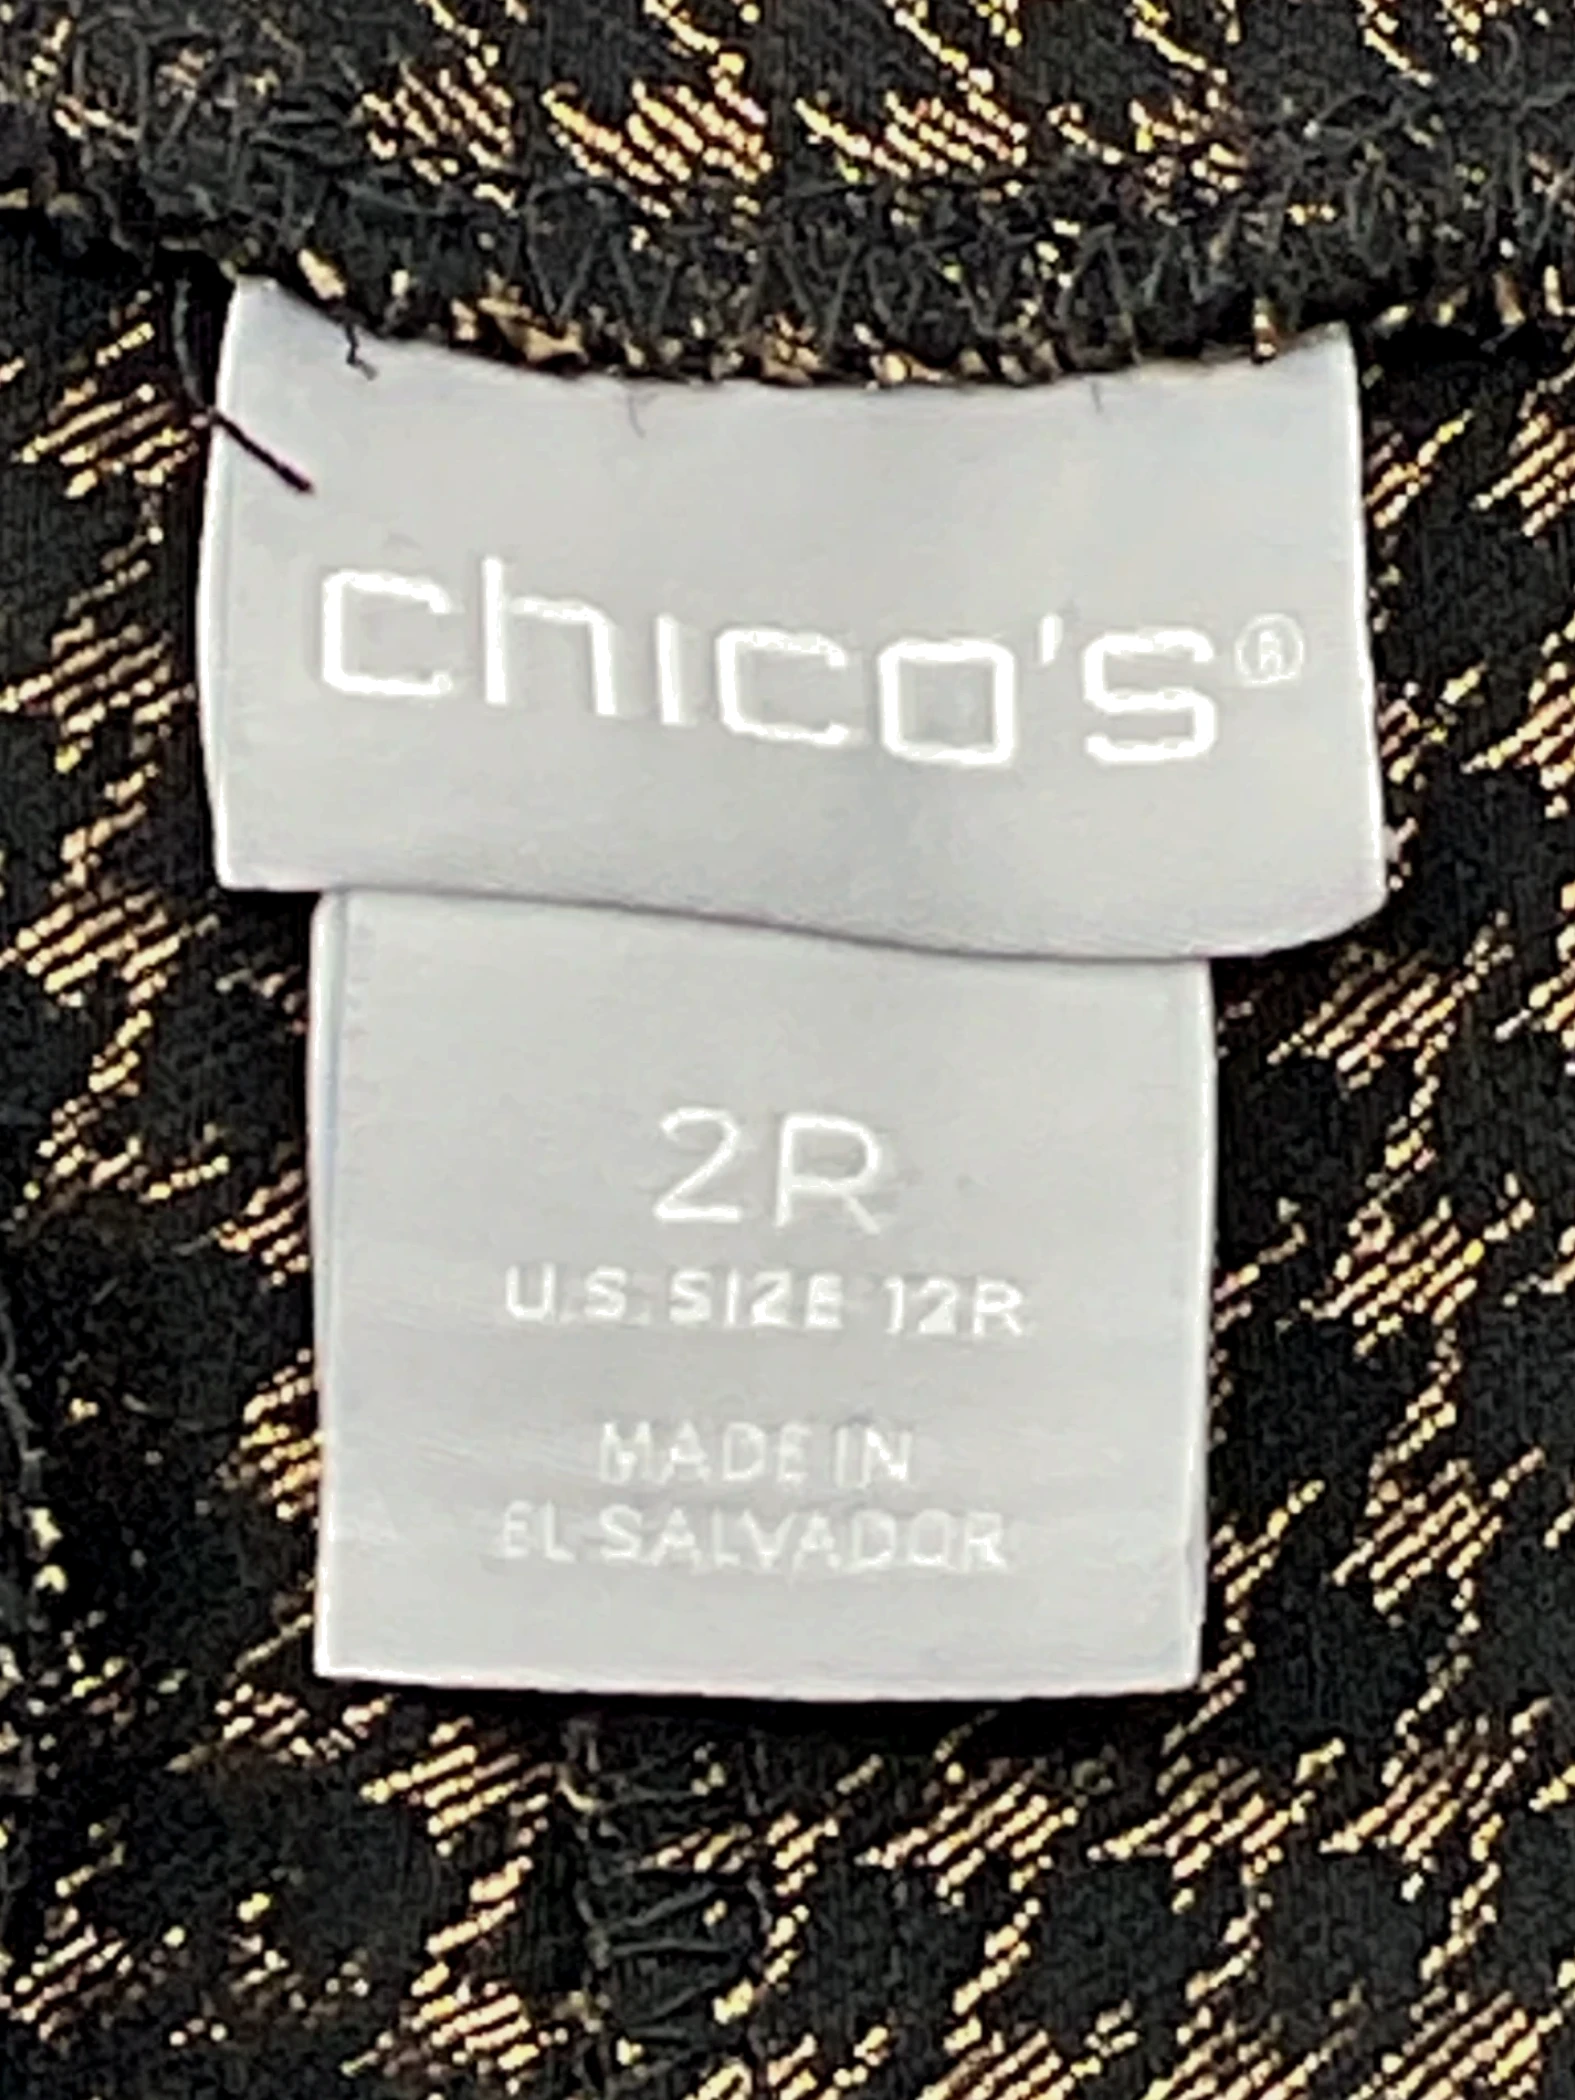 chico's®
2R
U.S. SIZE 12R
MADE IN
EL SALVADOR